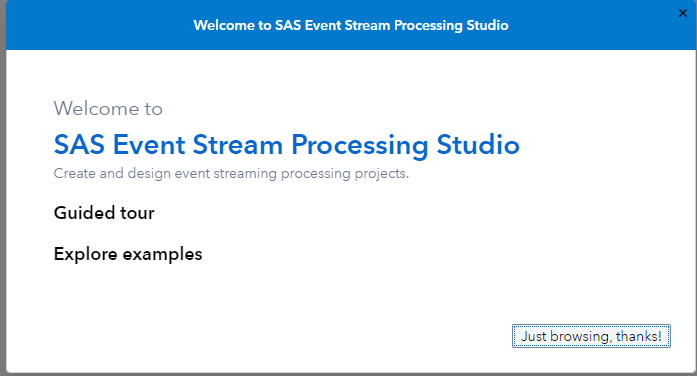 Welcome to SAS Event Stream Processing Studio
Welcome to
SAS Event Stream Processing Studio
Create and design event streaming processing projects.
Guided tour
Explore examples
Just browsing, thanks!